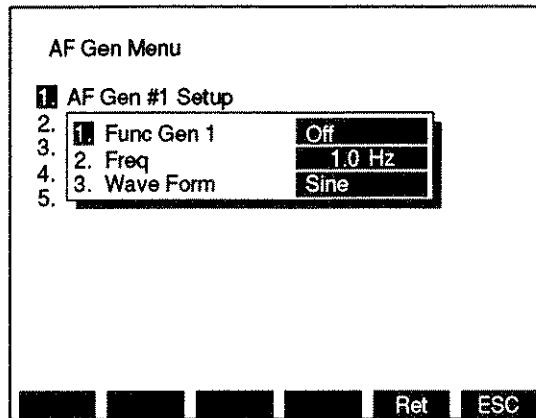 AF Gen Menu
1. AF Gen #1 Setup
2.
3.
4.
5.
1. Func Gen 1 Off
2. Freq 1.0 Hz
3. Wave Form Sine
Ret ESC